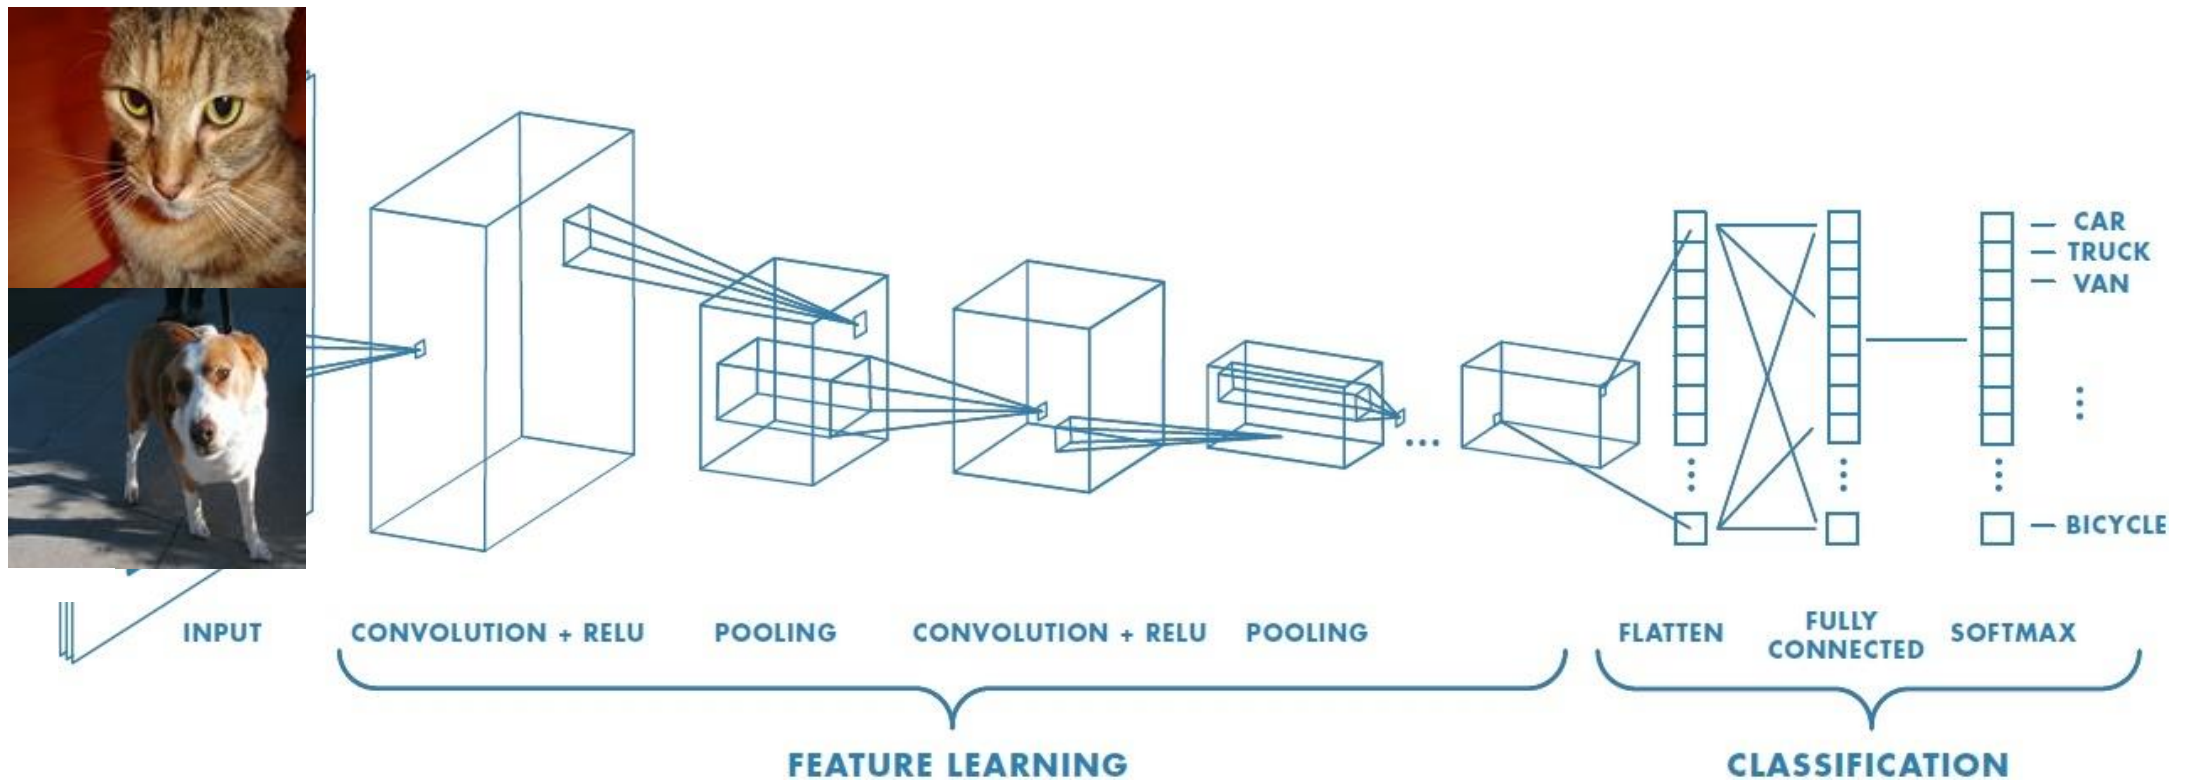 CAR
TRUCK
VAN
BICYCLE
INPUT
CONVOLUTION + RELU
POOLING
CONVOLUTION + RELU
POOLING
FLATTEN
FULLY
CONNECTED
SOFTMAX
FEATURE LEARNING
CLASSIFICATION